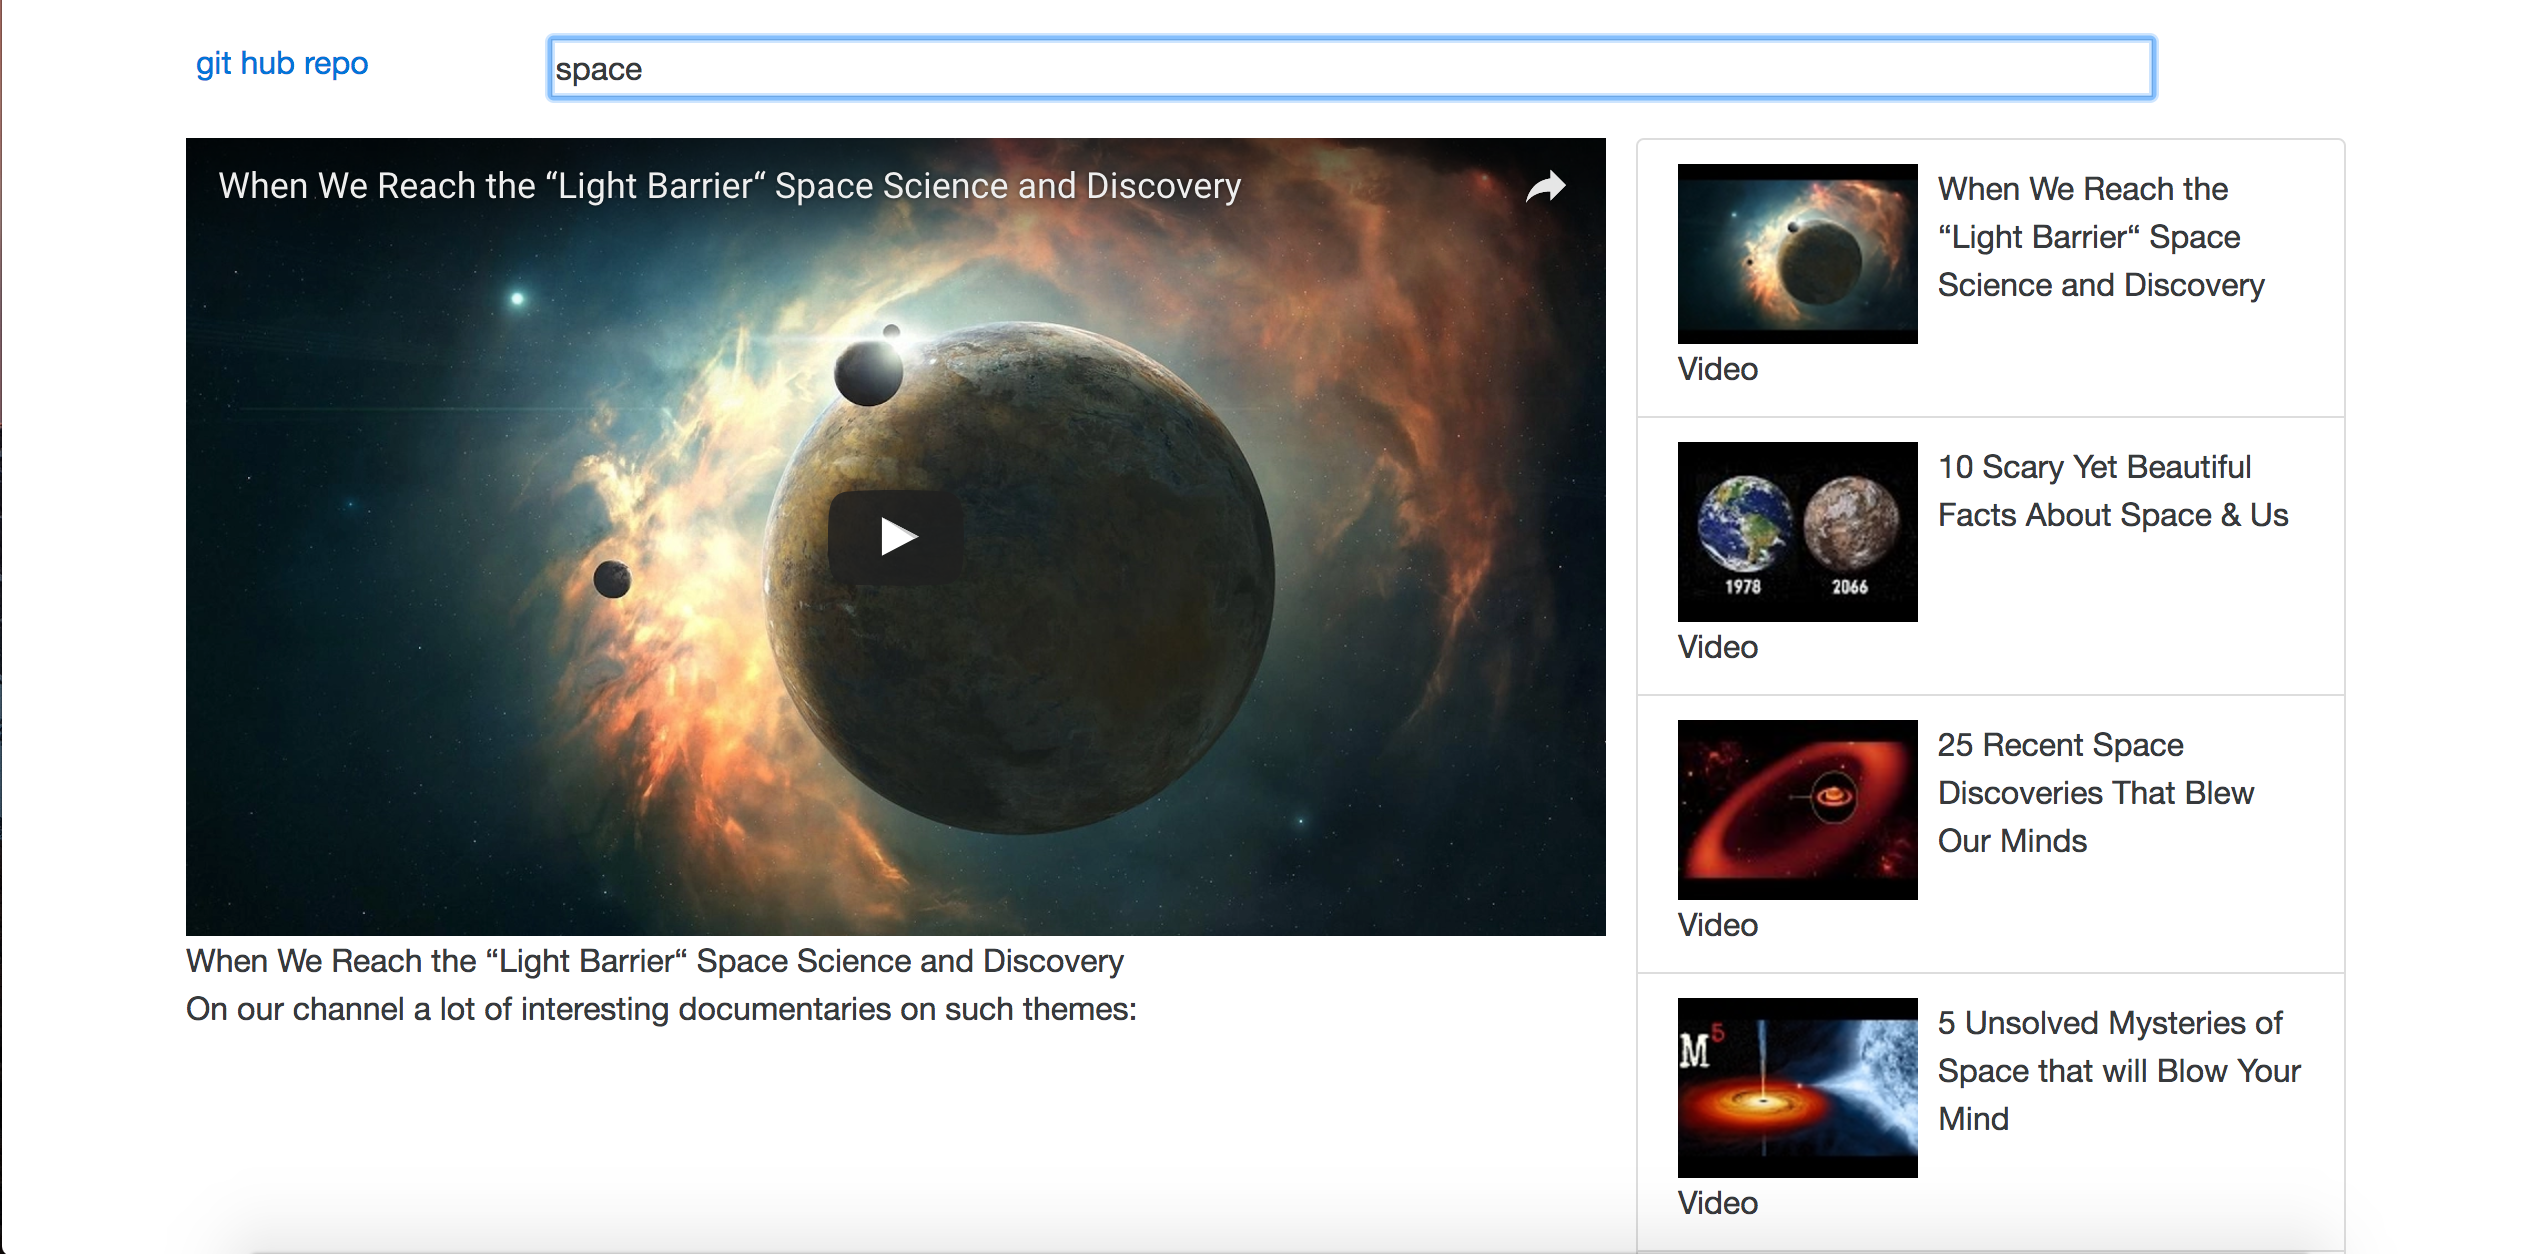 git hub repo
space
When We Reach the “Light Barrier“ Space Science and Discovery
When We Reach the “Light Barrier“ Space Science and Discovery
On our channel a lot of interesting documentaries on such themes:
When We Reach the
“Light Barrier“ Space
Science and Discovery
Video
10 Scary Yet Beautiful
Facts About Space & Us
1978 2066
Video
25 Recent Space
Discoveries That Blew
Our Minds
Video
M5
5 Unsolved Mysteries of
Space that will Blow Your
Mind
Video